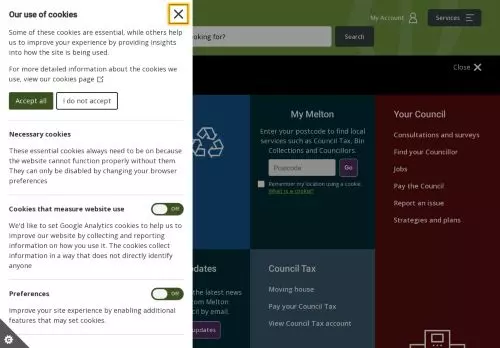 Our use of cookies
Some of these cookies are essential, while others help
us to improve your experience by providing insights
into how the site is being used.
For more detailed information about the cookies we
use, view our cookies page
Accept all
I do not accept
Necessary cookies
These essential cookies always need to be on because
the website cannot function properly without them.
They can only be disabled by changing your browser
preferences
Cookies that measure website use
Off
We'd like to set Google Analytics cookies to help us to
improve our website by collecting and reporting
information on how you use it. The cookies collect
information in a way that does not directly identify
anyone
Preferences
Off
Improve your site experience by enabling additional
features that may set cookies.
My Account
Services
oking for?
Search
Close
My Melton
Enter your postcode to find local
services such as Council Tax, Bin
Collections and Councillors.
Postcode
Go
Remember my location using a cookie.
What is a cookie?
Your Council
Consultations and surveys
Find your Councillor
Jobs
Pay the Council
Report an issue
Strategies and plans
pdates
the latest news
rom Melton
uncil by email.
updates
Council Tax
Moving house
Pay your Council Tax
View Council Tax account